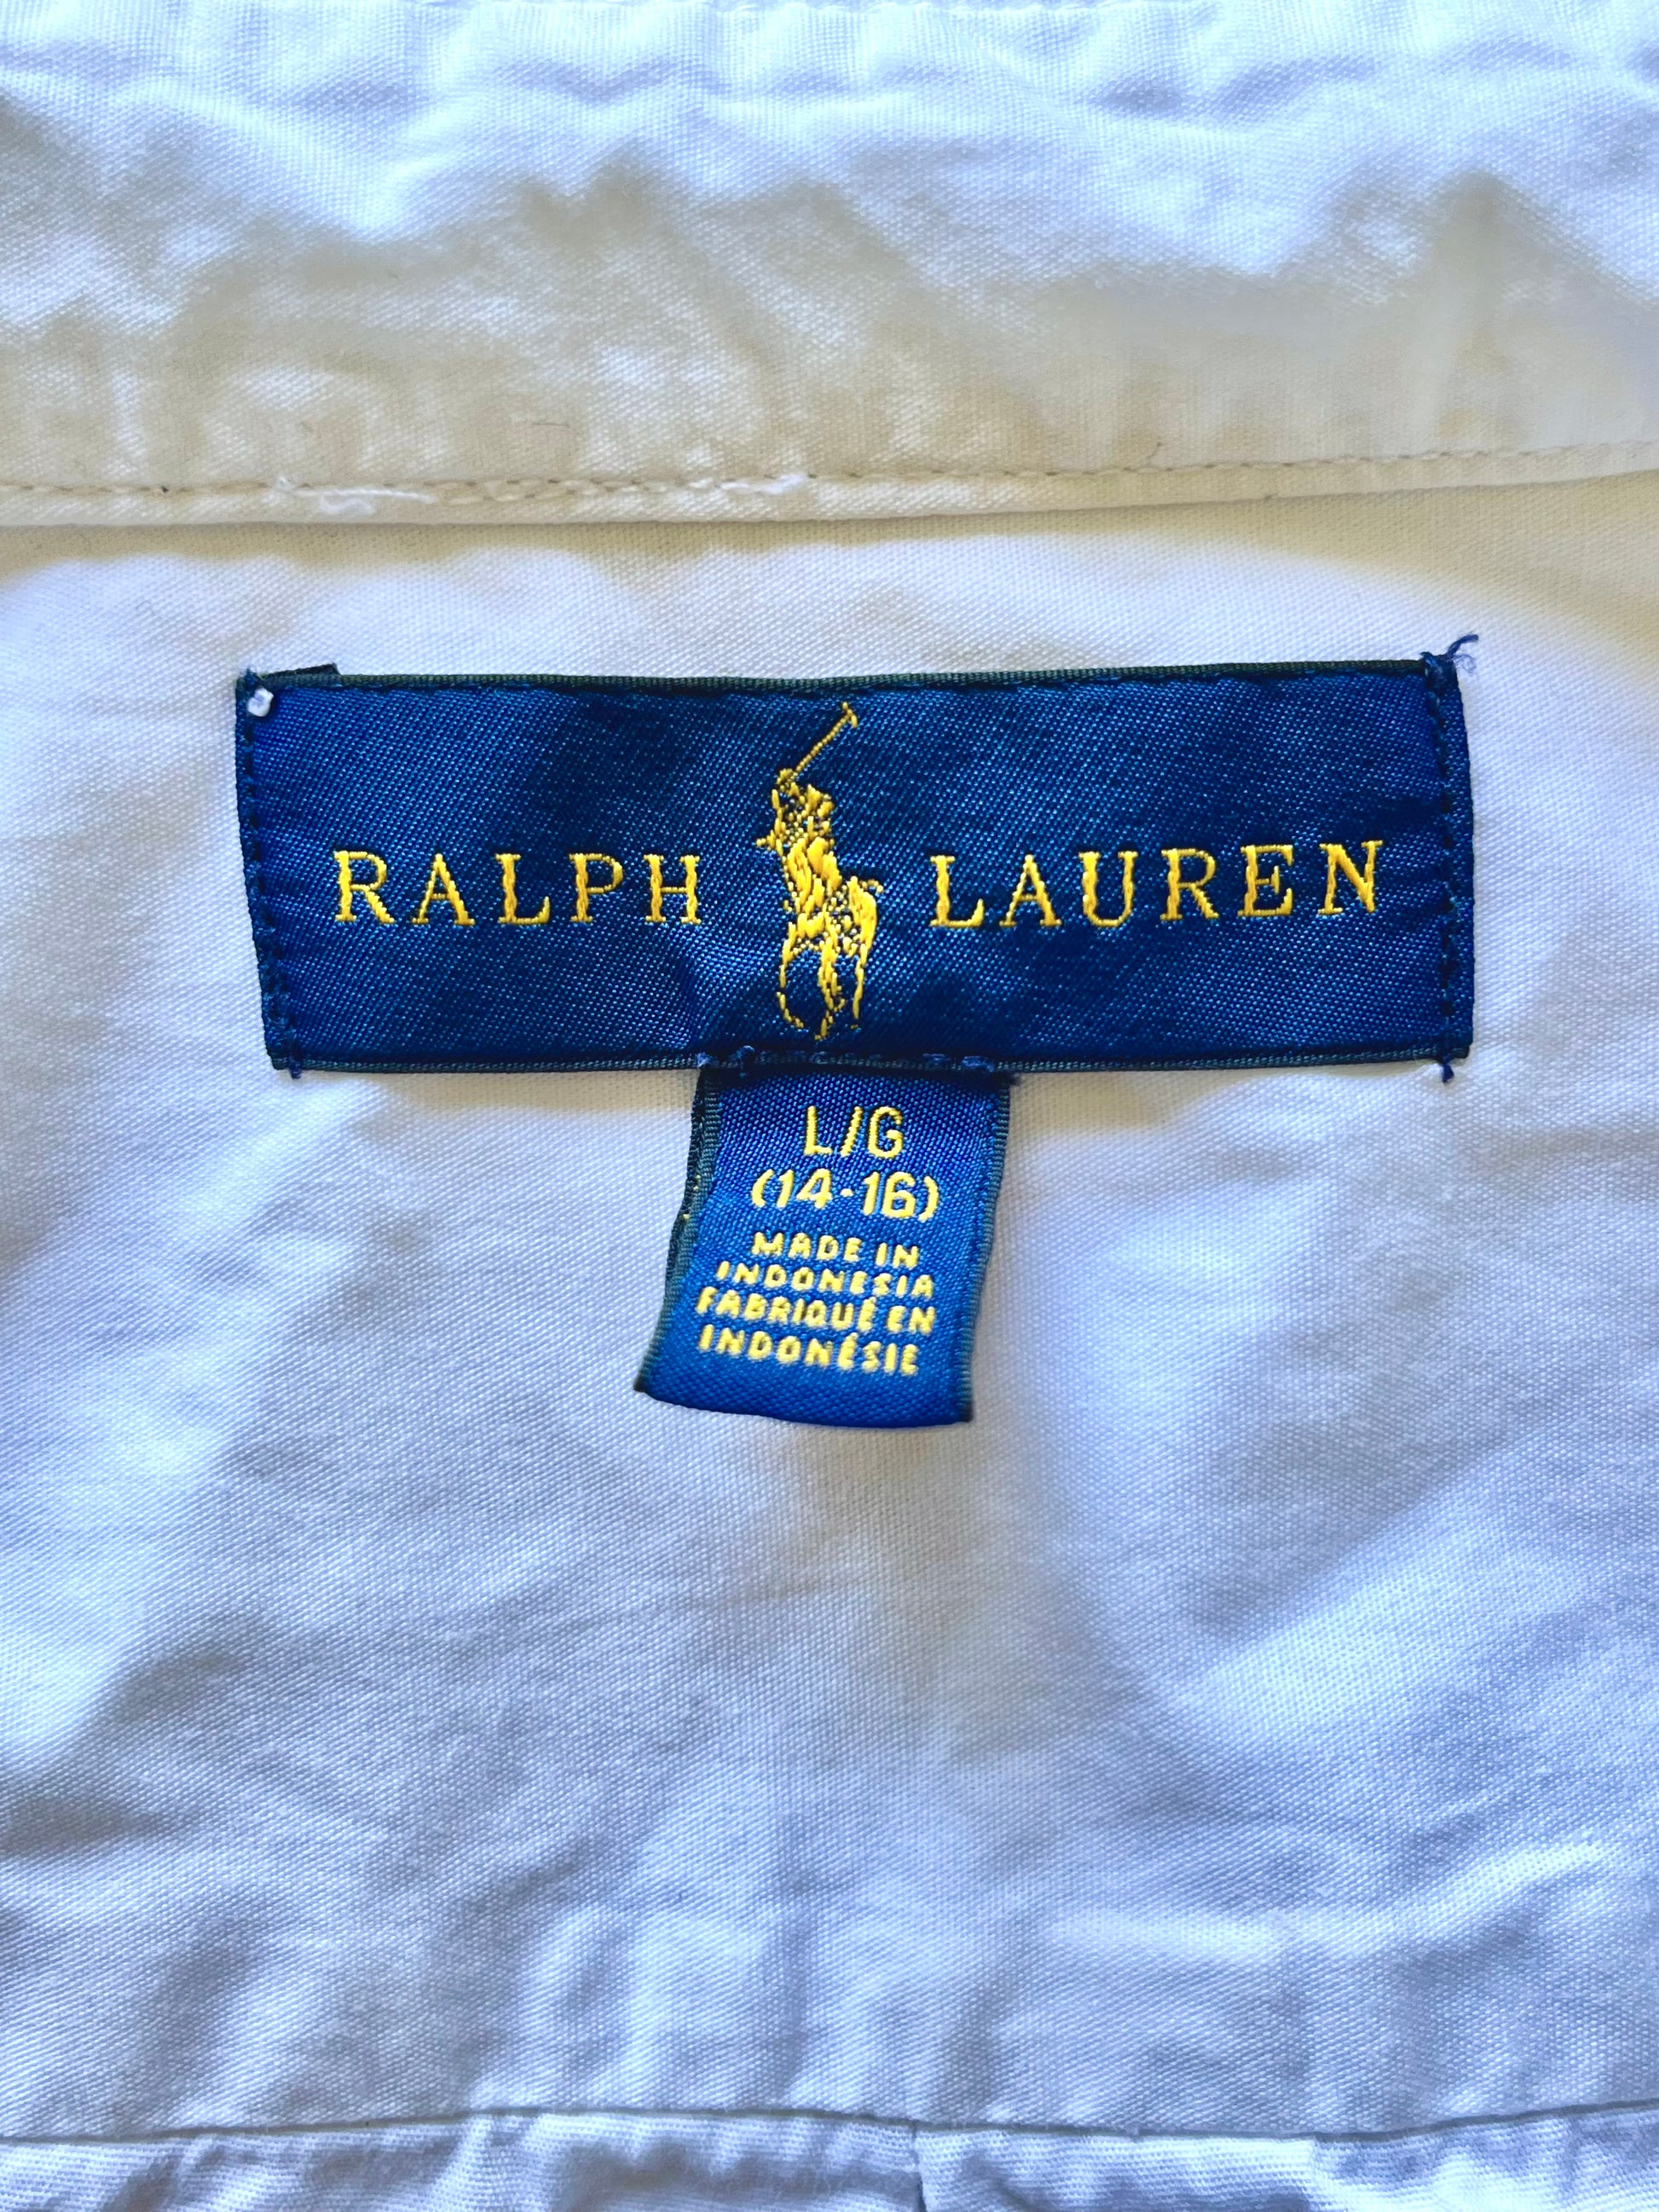 RALPH LAUREN
L/G
(14-16)
MADE IN
INDONESIA
FABRIQUÉ EN
INDONÉSIE